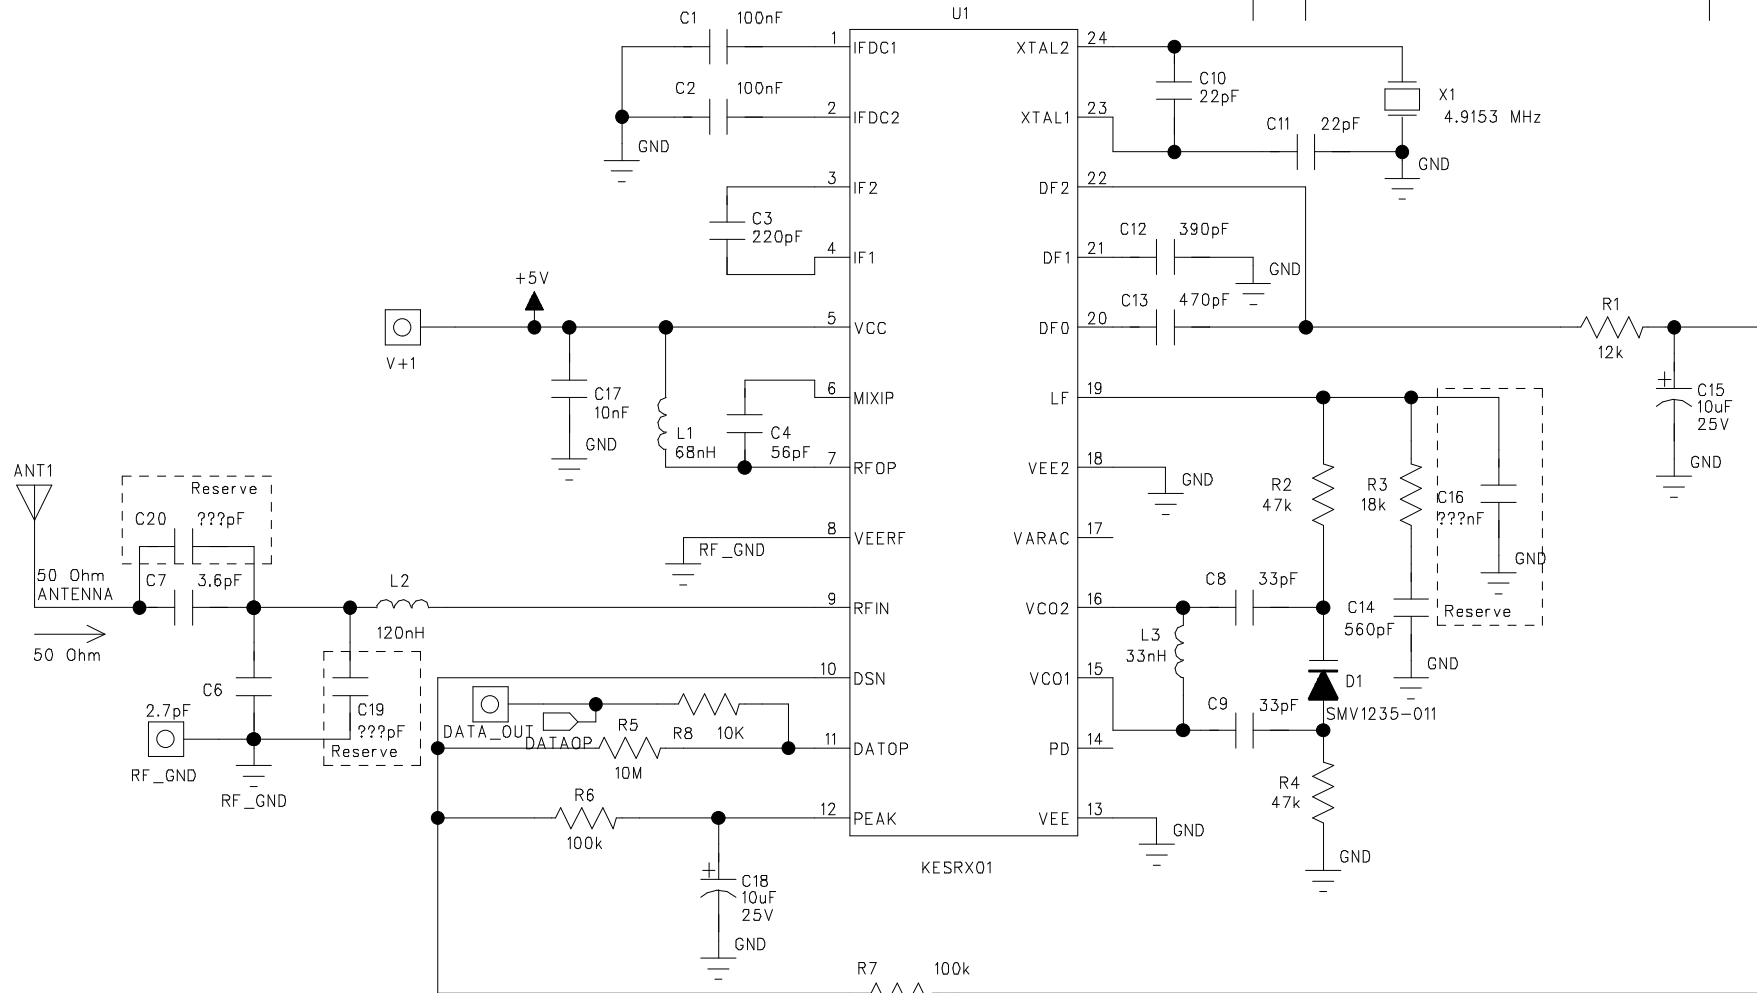 U1
C1 100nF
1 IFDC1
XTAL2 24
C2 100nF
2 IFDC2
XTAL1 23
C10
22pF
C11 22pF
X1
4.9153 MHz
GND
GND
3 IF2
DF2 22
C3
220pF
4 IF1
DF1 21
C12 390pF
GND
C13 470pF
+5V
V+1
5 VCC
DF0 20
R1
12k
C15
10uF
25V
GND
+
C17
10nF
GND
6 MIXIP
LF 19
L1
68nH
C4
56pF
7 RFOP
VEE2 18
GND
R2
47k
R3
18k
C16
???nF
GND
Reserve
ANT1
Reserve
C20 ???pF
50 Ohm
ANTENNA
C7 3.6pF
50 Ohm
L2
120nH
8 VEERF
RF_GND
VARAC 17
9 RFIN
VCO2 16
C8 33pF
L3
33nH
C14
560pF
GND
C6
2.7pF
RF_GND
RF_GND
C19
???pF
Reserve
10 DSN
VCO1 15
C9 33pF
D1
SMV1235-011
DATA_OUT
DATAOP
R5
10M
R8 10K
11 DATOP
PD 14
R4
47k
GND
R6
100k
12 PEAK
VEE 13
GND
KESRX01
+
C18
10uF
25V
GND
R7 100k